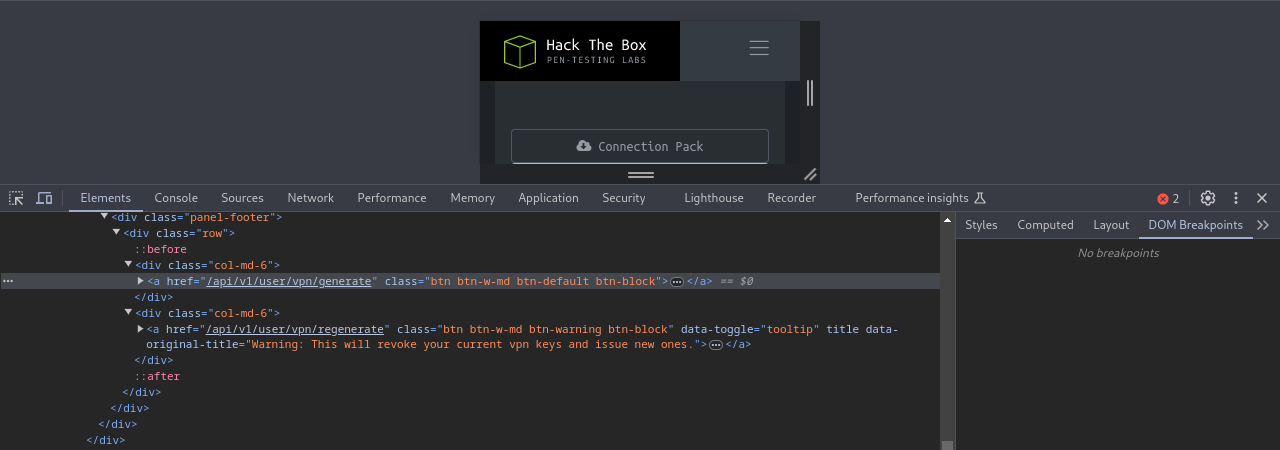 Hack The Box
PEN-TESTING LABS
Connection Pack
Elements Console Sources Network Performance Memory Application Security Lighthouse Recorder Performance insights 2
<div class="panel-footer">
<div class="row">
::before
<div class="col-md-6">
<a href="/api/v1/user/vpn/generate" class="btn btn-w-md btn-default btn-block">…</a> == $0
</div>
<div class="col-md-6">
<a href="/api/v1/user/vpn/regenerate" class="btn btn-w-md btn-warning btn-block" data-toggle="tooltip" title data-
original-title="Warning: This will revoke your current vpn keys and issue new ones.">…</a>
</div>
::after
</div>
</div>
</div>
</div>
Styles Computed Layout DOM Breakpoints
No breakpoints